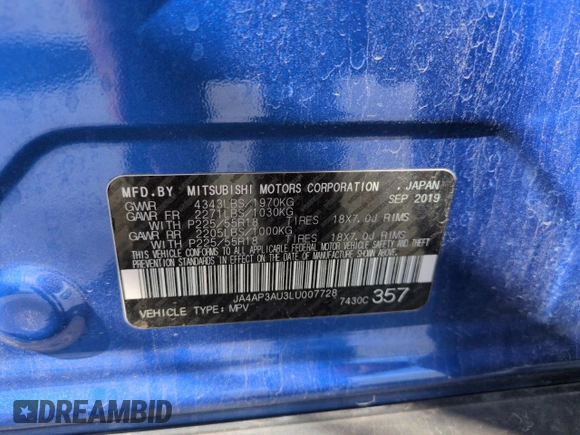 MFD.BY MITSUBISHI MOTORS CORPORATION . JAPAN
GVWR 4343LBS/1970KG SEP 2019
GAWR FR 2271LBS/1030KG
WITH P225/55R18 TIRES 18X7.0J RIMS
GAWR RR 2205LBS/1000KG
WITH P225/55R18 TIRES 18X7.0J RIMS
THIS VEHICLE CONFORMS TO ALL APPLICABLE FEDERAL
MOTOR VEHICLE SAFETY AND THEFT PREVENTION
STANDARDS IN EFFECT ON THE DATE OF MANUFACTURE
SHOWN ABOVE.
JA4AP3AU3LU007728
VEHICLE TYPE: MPV 7430C 357
DREAMBID